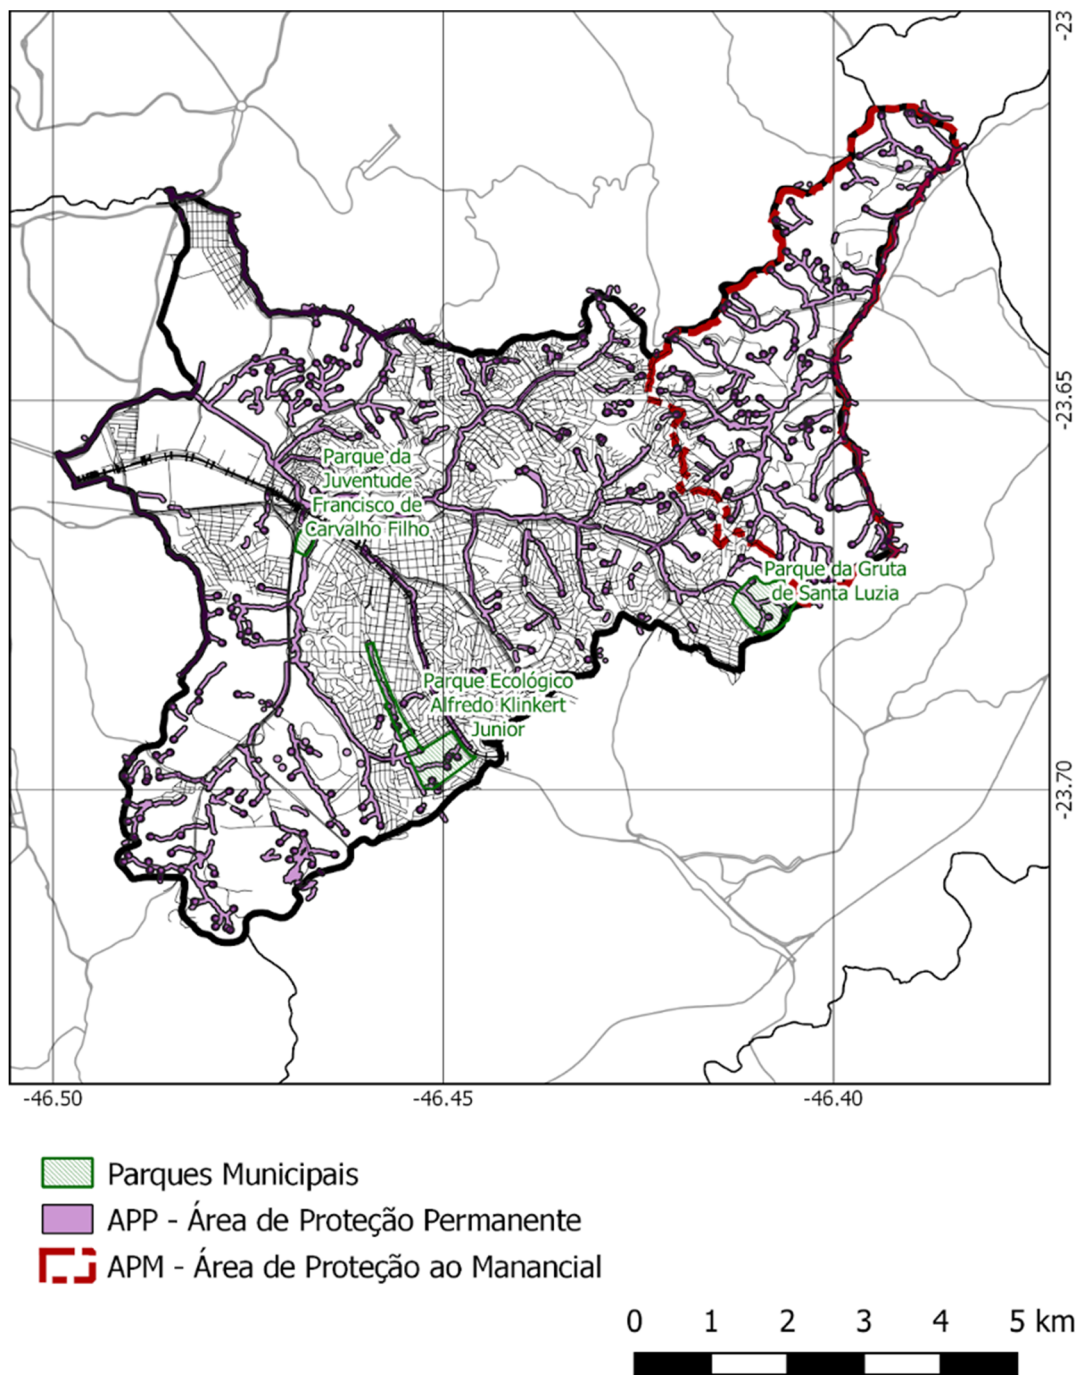 -23
-23.65
Parque da
Juventude
Francisco de
Carvalho Filho
Parque da Gruta
de Santa Luzia
Parque Ecológico
Alfredo Klinkert
Junior
-23.70
-46.50
-46.45
-46.40
Parques Municipais
APP - Área de Proteção Permanente
APM - Área de Proteção ao Manancial
0 1 2 3 4 5 km